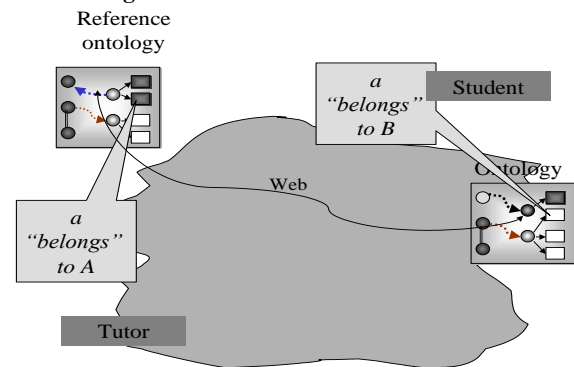 Reference
ontology
a
“belongs”
to B
Student
Ontology
Web
a
“belongs”
to A
Tutor